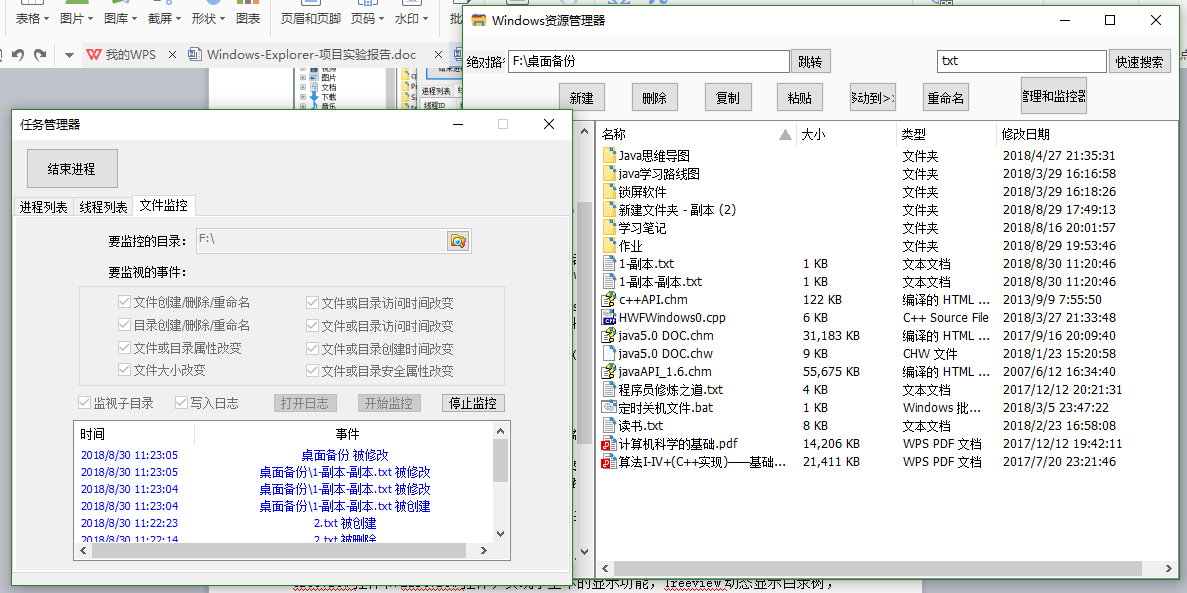 表格 图片 图库 截屏 形状 图表 页眉和页脚 页码 水印
我的WPS Windows-Explorer-项目实验报告.doc
图片
文档
下载
音乐
进程列表
线程ID
Windows资源管理器
绝对路 F:\桌面备份 跳转 txt 快速搜索
新建 删除 复制 粘贴 移动到>> 重命名 管理和监控器
名称 大小 类型 修改日期
Java思维导图 文件夹 2018/4/27 21:35:31
java学习路线图 文件夹 2018/3/29 16:16:58
锁屏软件 文件夹 2018/3/29 16:18:26
新建文件夹 - 副本 (2) 文件夹 2018/8/29 17:49:13
学习笔记 文件夹 2018/8/16 20:01:57
作业 文件夹 2018/8/29 19:53:46
1-副本.txt 1 KB 文本文档 2018/8/30 11:20:46
1-副本-副本.txt 1 KB 文本文档 2018/8/30 11:20:46
c++API.chm 122 KB 编译的 HTML ... 2013/9/9 7:55:50
HWFWindows0.cpp 6 KB C++ Source File 2018/3/27 21:33:48
java5.0 DOC.chm 31,183 KB 编译的 HTML ... 2017/9/16 20:09:40
java5.0 DOC.chw 9 KB CHW 文件 2018/1/23 15:20:58
javaAPI_1.6.chm 55,675 KB 编译的 HTML ... 2007/6/12 16:34:40
程序员修炼之道.txt 4 KB 文本文档 2017/12/12 20:21:31
定时关机文件.bat 1 KB Windows 批... 2018/3/5 23:47:22
读书.txt 8 KB 文本文档 2018/2/23 16:58:08
计算机科学的基础.pdf 14,206 KB WPS PDF 文档 2017/12/12 19:42:11
算法I-IV+(C++实现)——基础... 21,411 KB WPS PDF 文档 2017/7/20 23:21:46
任务管理器
结束进程
进程列表 线程列表 文件监控
要监控的目录: F:\
要监视的事件:
文件创建/删除/重命名 文件或目录访问时间改变
目录创建/删除/重命名 文件或目录访问时间改变
文件或目录属性改变 文件或目录创建时间改变
文件大小改变 文件或目录安全属性改变
监视子目录 写入日志 打开日志 开始监控 停止监控
时间 事件
2018/8/30 11:23:05 桌面备份 被修改
2018/8/30 11:23:05 桌面备份\1-副本-副本.txt 被修改
2018/8/30 11:23:04 桌面备份\1-副本-副本.txt 被修改
2018/8/30 11:23:04 桌面备份\1-副本-副本.txt 被创建
2018/8/30 11:22:23 2.txt 被创建
2018/8/30 11:22:14 2.txt 被删除
的显示功能，Treeview动态显示目录树，